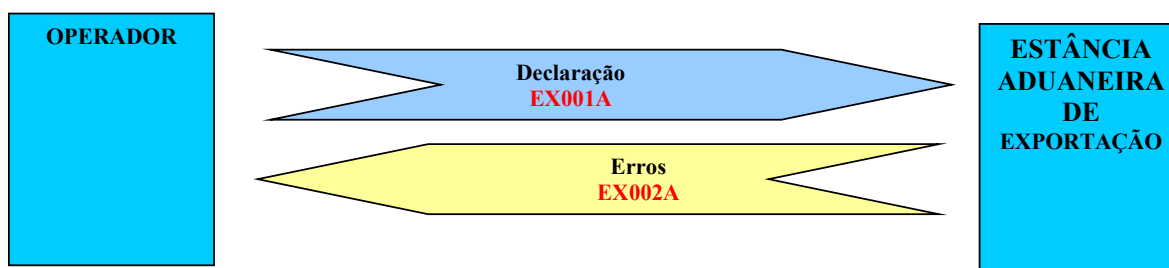 OPERADOR
Declaração
EX001A
Erros
EX002A
ESTÂNCIA
ADUANEIRA
DE
EXPORTAÇÃO